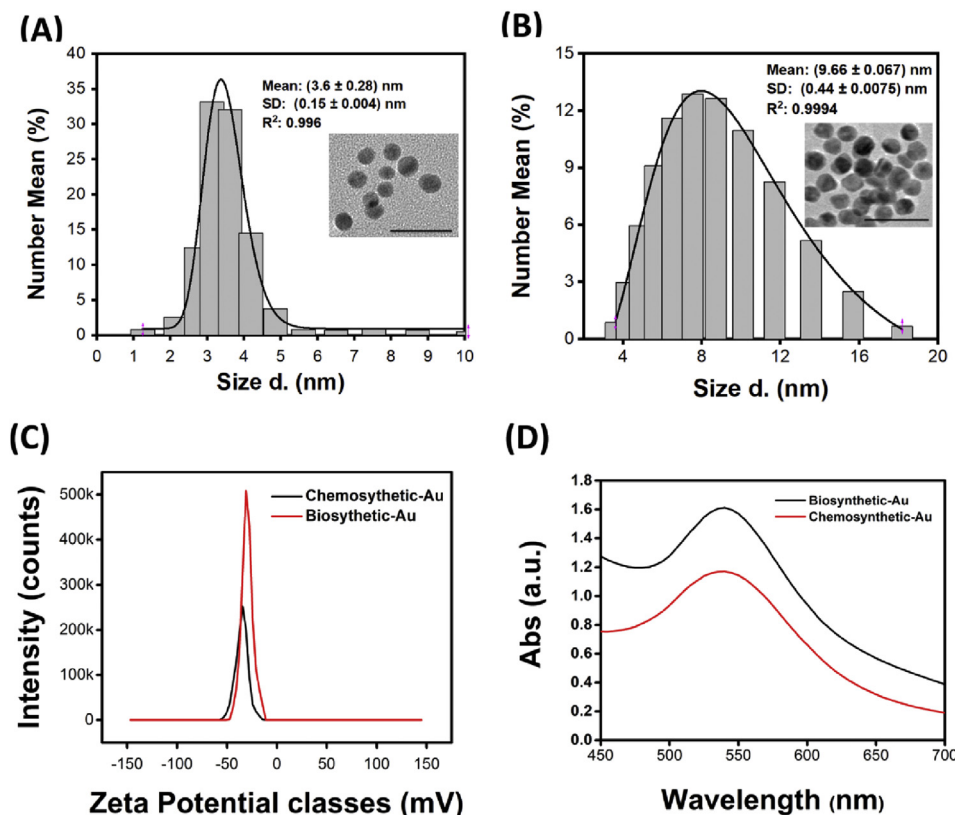 (A)
40
35
30
25
20
15
10
5
0
Number Mean (%)
Mean: (3.6 ± 0.28) nm
SD: (0.15 ± 0.004) nm
R²: 0.996
0 1 2 3 4 5 6 7 8 9 10
Size d. (nm)
(B)
15
12
9
6
3
0
Number Mean (%)
Mean: (9.66 ± 0.067) nm
SD: (0.44 ± 0.0075) nm
R²: 0.9994
4 8 12 16 20
Size d. (nm)
(C)
500k
400k
300k
200k
100k
0
Intensity (counts)
Chemosythetic-Au
Biosythetic-Au
-150 -100 -50 0 50 100 150
Zeta Potential classes (mV)
(D)
1.8
1.6
1.4
1.2
1.0
0.8
0.6
0.4
0.2
0.0
Abs (a.u.)
Biosynthetic-Au
Chemosynthetic-Au
450 500 550 600 650 700
Wavelength (nm)